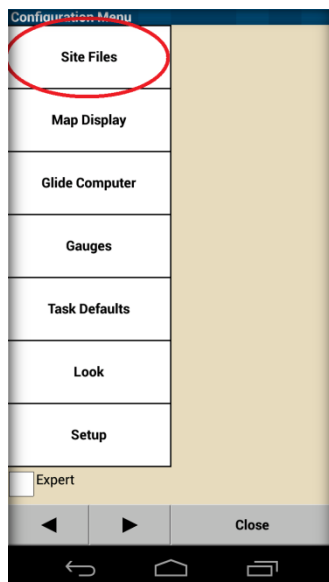 Configuration Menu
Site Files
Map Display
Glide Computer
Gauges
Task Defaults
Look
Setup
Expert
Close